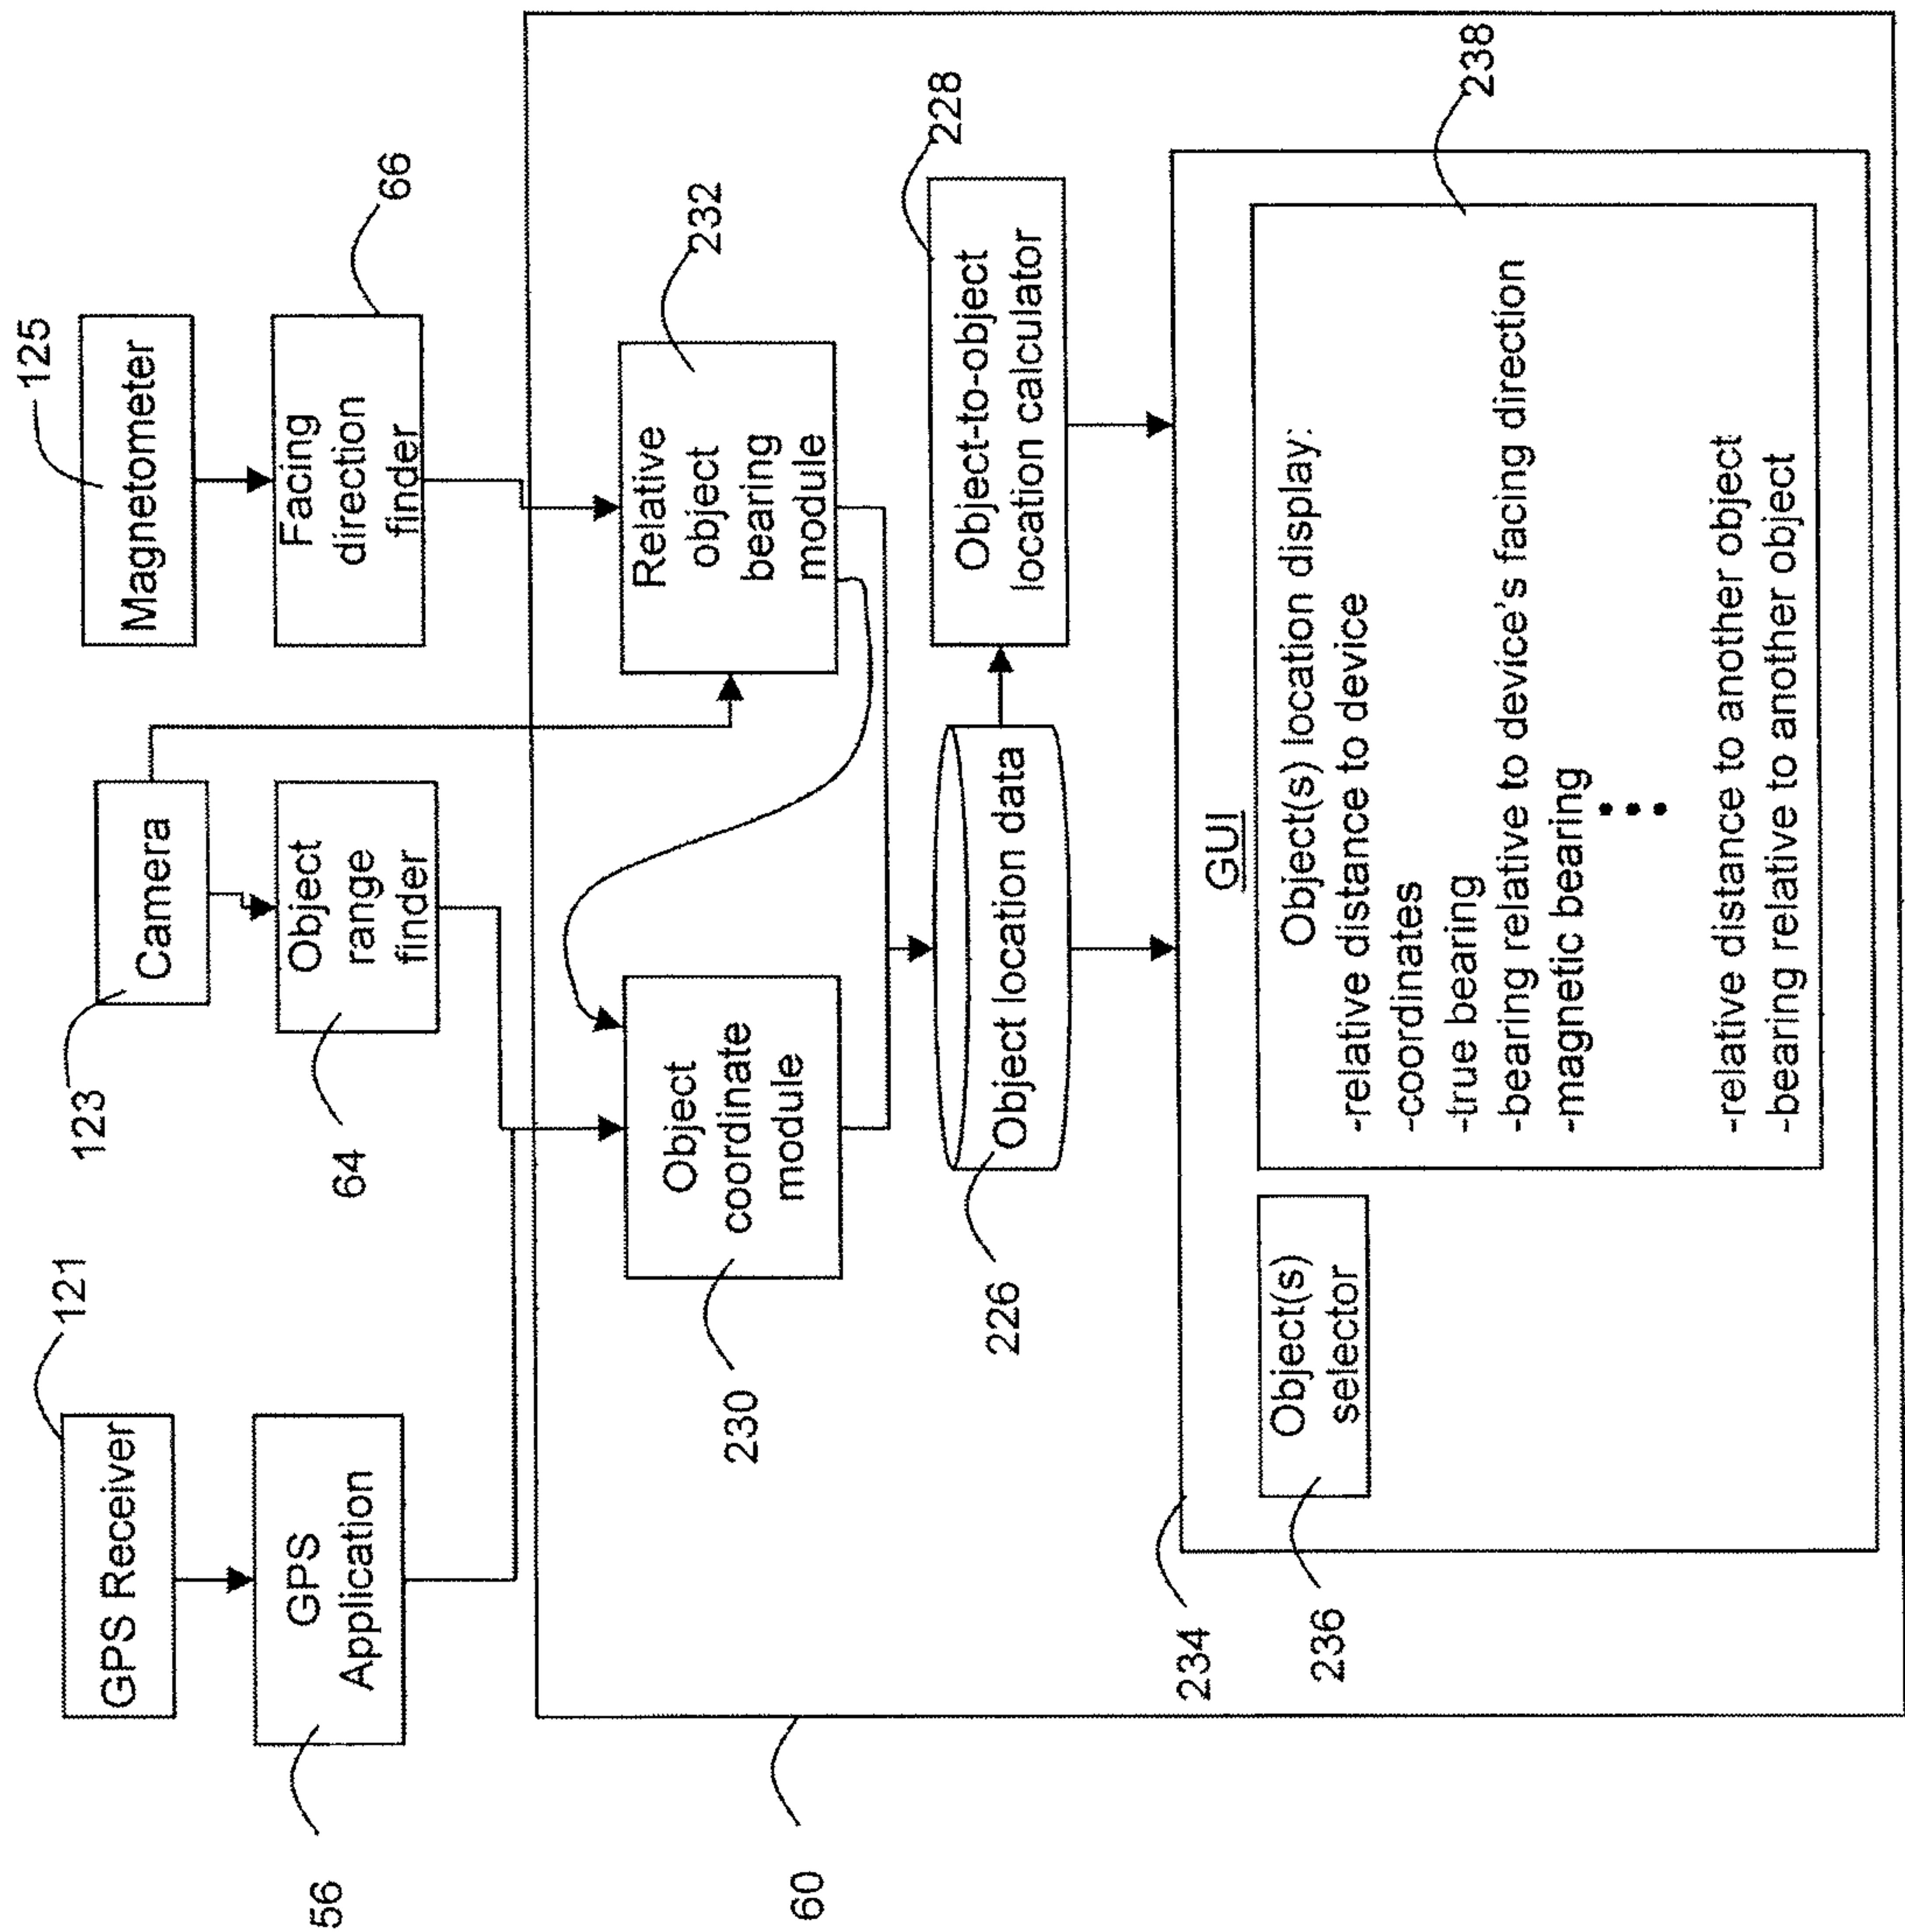 121
GPS Receiver
GPS
Application
56
123
Camera
Object
range
finder
64
125
Magnetometer
Facing
direction
finder
66
60
Object
coordinate
module
230
Relative
object
bearing
module
232
Object location data
226
Object-to-object
location calculator
228
234
GUI
Object(s)
selector
236
Object(s) location display:
-relative distance to device
-coordinates
-true bearing
-bearing relative to device's facing direction
-magnetic bearing
-relative distance to another object
-bearing relative to another object
238